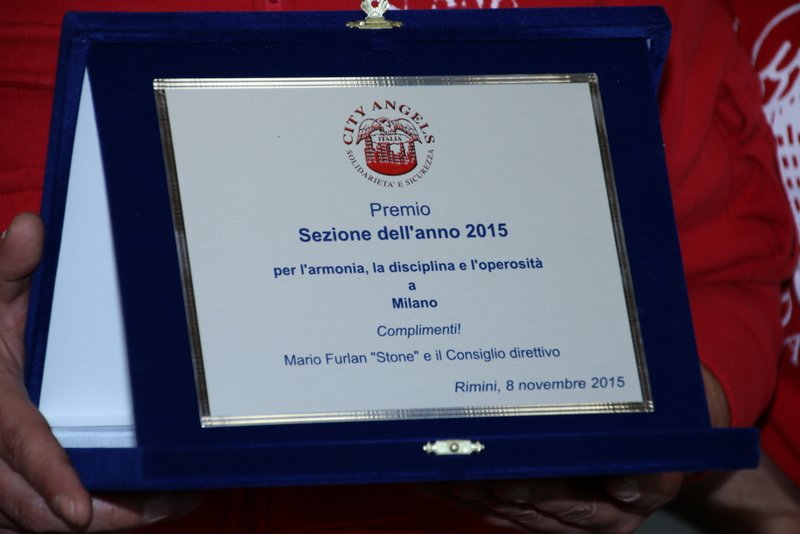 CITY ANGELS
ITALIA
SOLIDARIETA' E SICUREZZA
Premio
Sezione dell'anno 2015
per l'armonia, la disciplina e l'operosità
a
Milano
Complimenti!
Mario Furlan "Stone" e il Consiglio direttivo
Rimini, 8 novembre 2015